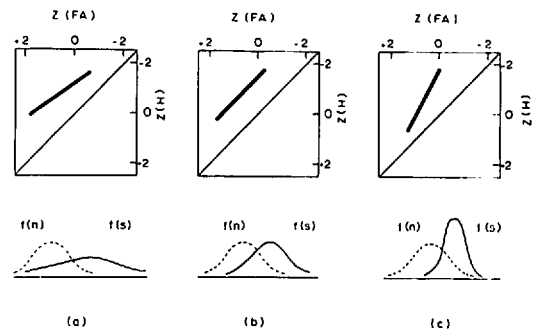 Z (FA)
+2 0 -2
-2
0
Z(H)
+2
Z (FA)
+2 0 -2
-2
0
Z(H)
+2
Z (FA)
+2 0 -2
-2
0
Z(H)
+2
f(n) f(s)
f(n) f(s)
f(n) f(s)
(a) (b) (c)